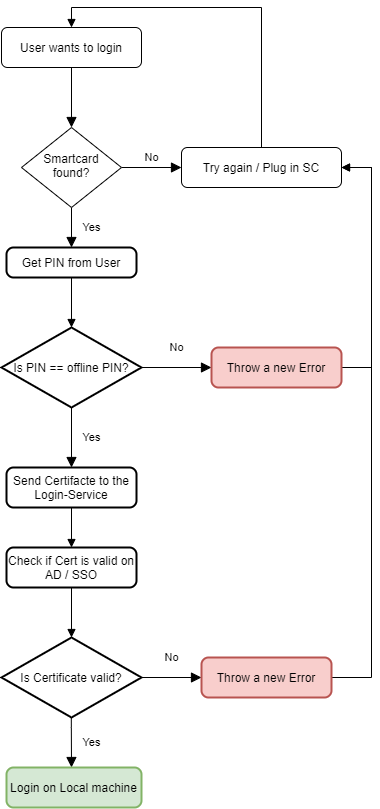 User wants to login
Smartcard
found?
No
Try again / Plug in SC
Yes
Get PIN from User
Is PIN == offline PIN?
No
Throw a new Error
Yes
Send Certifacte to the
Login-Service
Check if Cert is valid on
AD / SSO
Is Certificate valid?
No
Throw a new Error
Yes
Login on Local machine